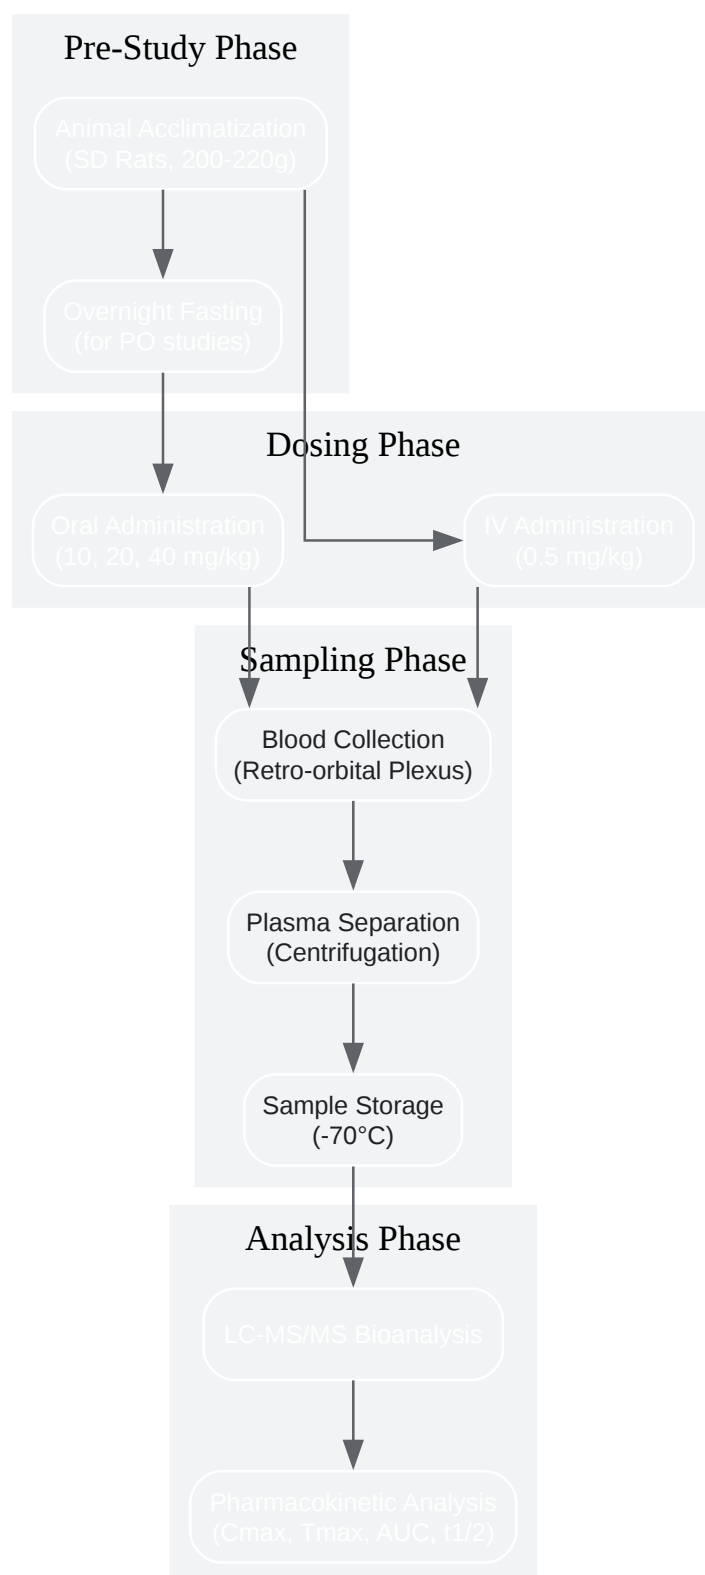 Pre-Study Phase
Animal Acclimatization
(SD Rats, 200-220g)
Overnight Fasting
(for PO studies)
Dosing Phase
Oral Administration
(10, 20, 40 mg/kg)
IV Administration
(0.5 mg/kg)
Sampling Phase
Blood Collection
(Retro-orbital Plexus)
Plasma Separation
(Centrifugation)
Sample Storage
(-70°C)
Analysis Phase
LC-MS/MS Bioanalysis
Pharmacokinetic Analysis
(Cmax, Tmax, AUC, t1/2)